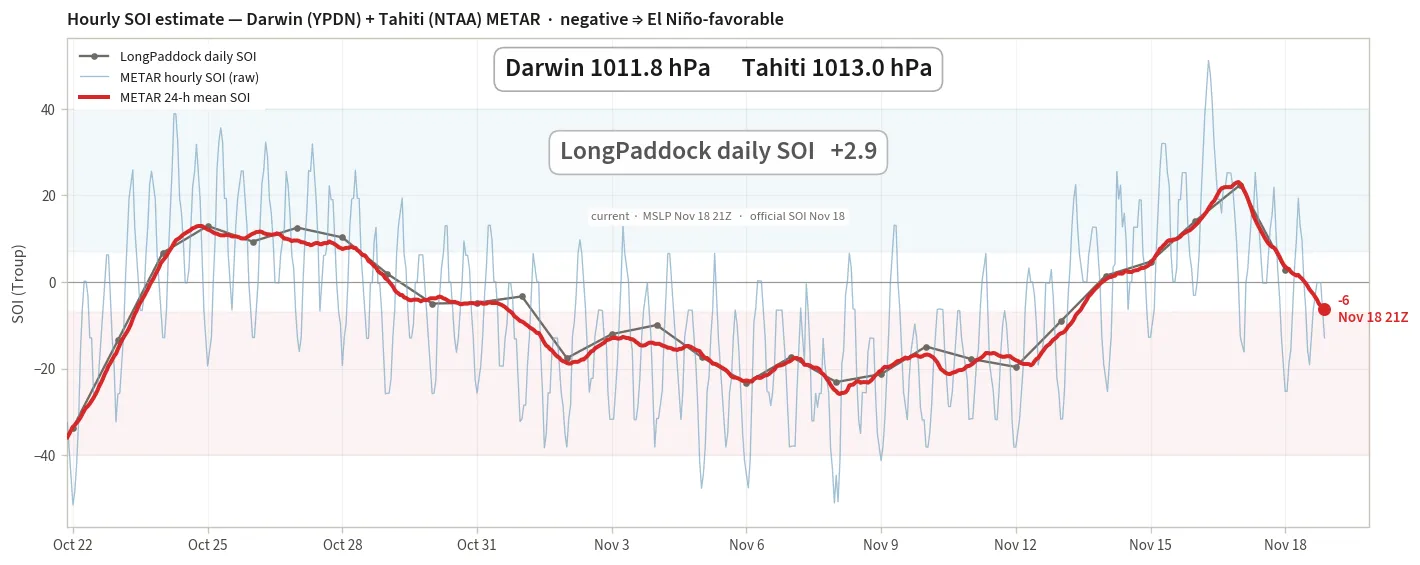 Hourly SOI estimate — Darwin (YPDN) + Tahiti (NTAA) METAR · negative ⇒ El Niño-favorable
LongPaddock daily SOI
METAR hourly SOI (raw)
METAR 24-h mean SOI
Darwin 1011.8 hPa Tahiti 1013.0 hPa
LongPaddock daily SOI +2.9
current · MSLP Nov 18 21Z · official SOI Nov 18
SOI (Troup)
40
20
0
−20
−40
-6
Nov 18 21Z
Oct 22 Oct 25 Oct 28 Oct 31 Nov 3 Nov 6 Nov 9 Nov 12 Nov 15 Nov 18